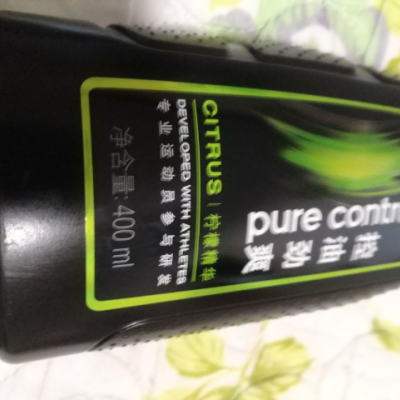 pure contr
控油劲爽
CITRUS | 柠檬精华
DEVELOPED WITH ATHLETES
专业运动员参与研发
净含量: 400 ml